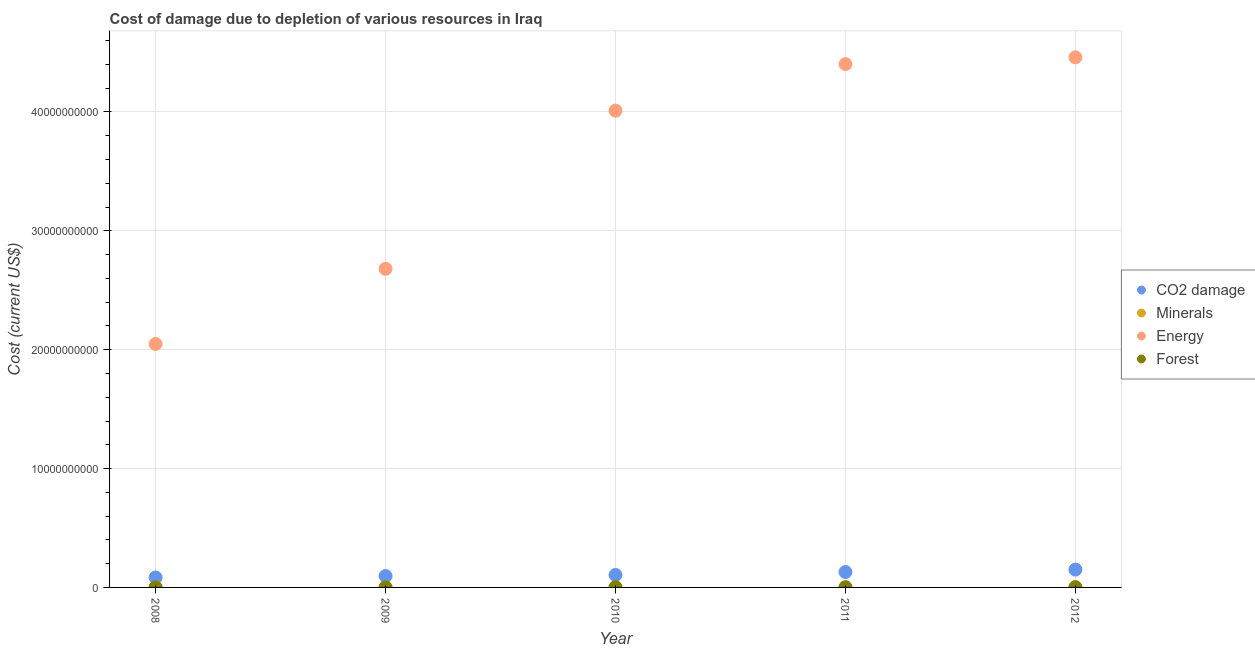 Cost of damage due to depletion of various resources in Iraq
Cost (current US$)
40000000000
30000000000
20000000000
10000000000
0
2008
2009
2010
2011
2012
Year
CO2 damage
Minerals
Energy
Forest